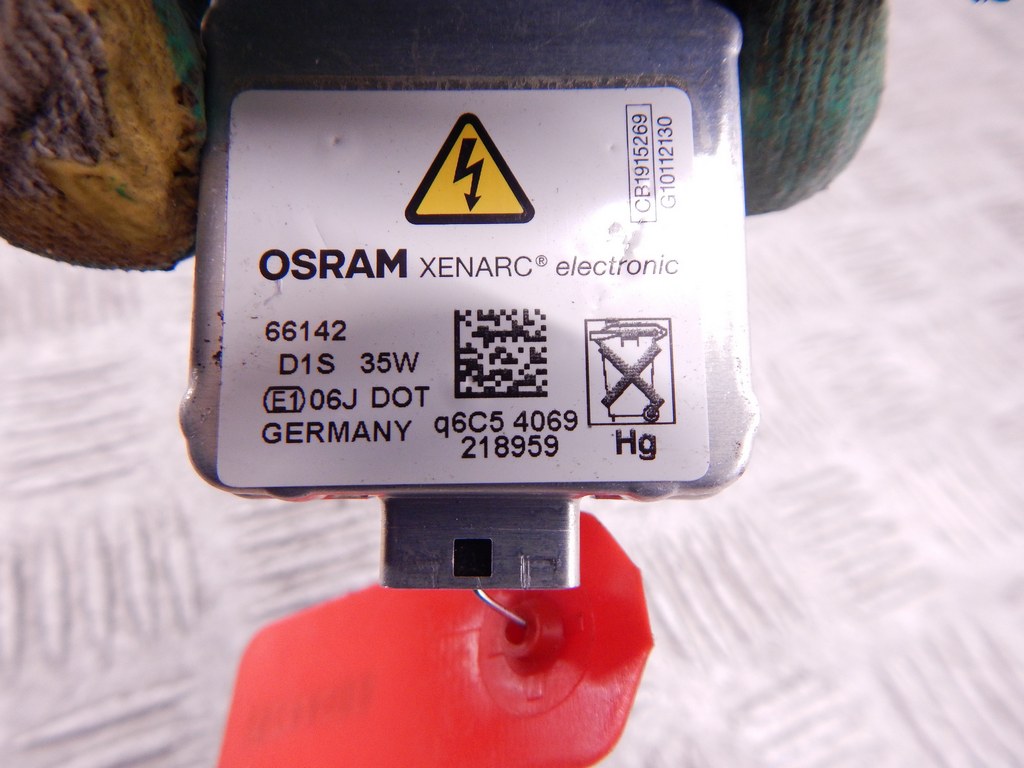 CB1915269
G10112130
OSRAM XENARC® electronic
66142
D1S 35W
E1 06J DOT
GERMANY
q6C5 4069
218959
Hg